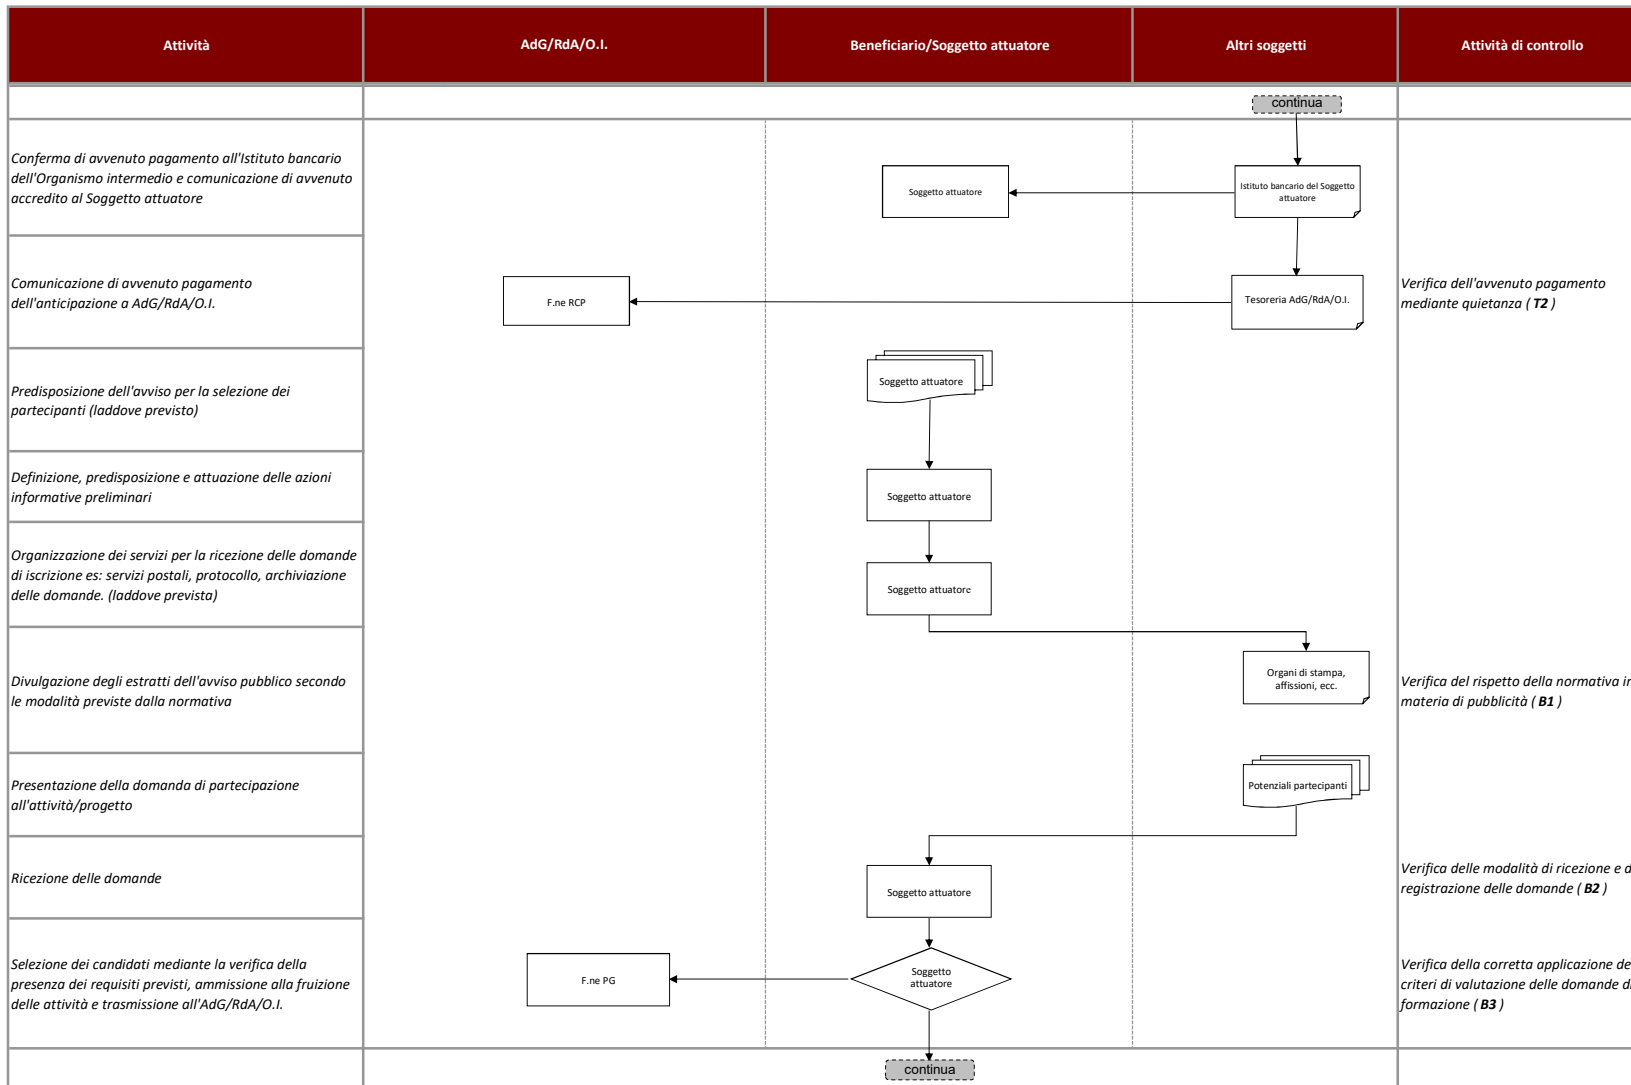 Attività
AdG/RdA/O.I.
Beneficiario/Soggetto attuatore
Altri soggetti
Attività di controllo
continua
Conferma di avvenuto pagamento all'Istituto bancario
dell'Organismo intermedio e comunicazione di avvenuto
accredito al Soggetto attuatore
Soggetto attuatore
Istituto bancario del Soggetto
attuatore
Comunicazione di avvenuto pagamento
dell'anticipazione a AdG/RdA/O.I.
F.ne RCP
Tesoreria AdG/RdA/O.I.
Verifica dell'avvenuto pagamento
mediante quietanza ( T2 )
Predisposizione dell'avviso per la selezione dei
partecipanti (laddove previsto)
Soggetto attuatore
Definizione, predisposizione e attuazione delle azioni
informative preliminari
Soggetto attuatore
Organizzazione dei servizi per la ricezione delle domande
di iscrizione es: servizi postali, protocollo, archiviazione
delle domande. (laddove prevista)
Soggetto attuatore
Divulgazione degli estratti dell'avviso pubblico secondo
le modalità previste dalla normativa
Organi di stampa,
affissioni, ecc.
Verifica del rispetto della normativa in
materia di pubblicità ( B1 )
Presentazione della domanda di partecipazione
all'attività/progetto
Potenziali partecipanti
Ricezione delle domande
Soggetto attuatore
Verifica delle modalità di ricezione e d
registrazione delle domande ( B2 )
Selezione dei candidati mediante la verifica della
presenza dei requisiti previsti, ammissione alla fruizione
delle attività e trasmissione all'AdG/RdA/O.I.
F.ne PG
Soggetto
attuatore
Verifica della corretta applicazione de
criteri di valutazione delle domande d
formazione ( B3 )
continua